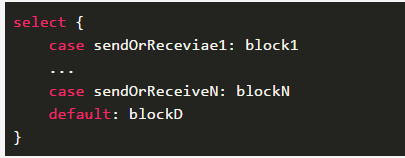 select {
    case sendOrReceviae1: block1
    ...
    case sendOrReceiveN: blockN
    default: blockD
}